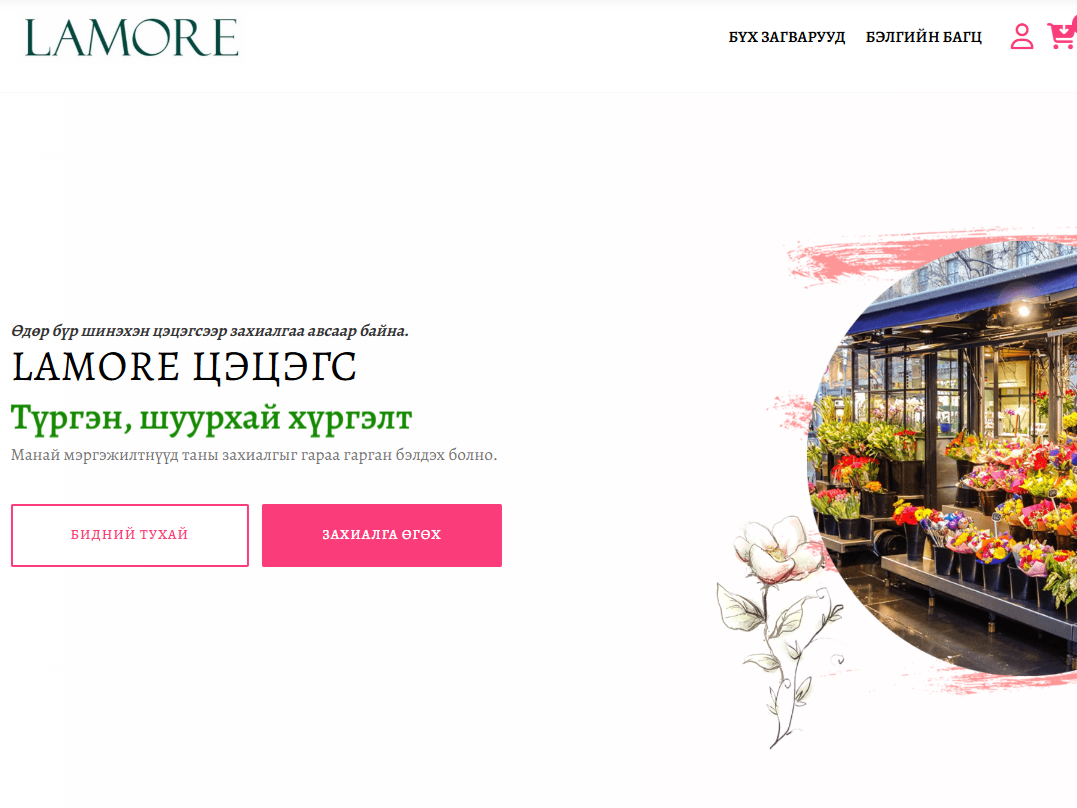 LAMORE
БҮХ ЗАГВАРУУД БЭЛГИЙН БАГЦ
Өдөр бүр шинэхэн цэцэгсээр захиалгаа авсаар байна.
LAMORE ЦЭЦЭГС
Түргэн, шуурхай хүргэлт
Манай мэргэжилтнүүд таны захиалгыг гараа гарган бэлдэх болно.
БИДНИЙ ТУХАЙ ЗАХИАЛГА ӨГӨХ